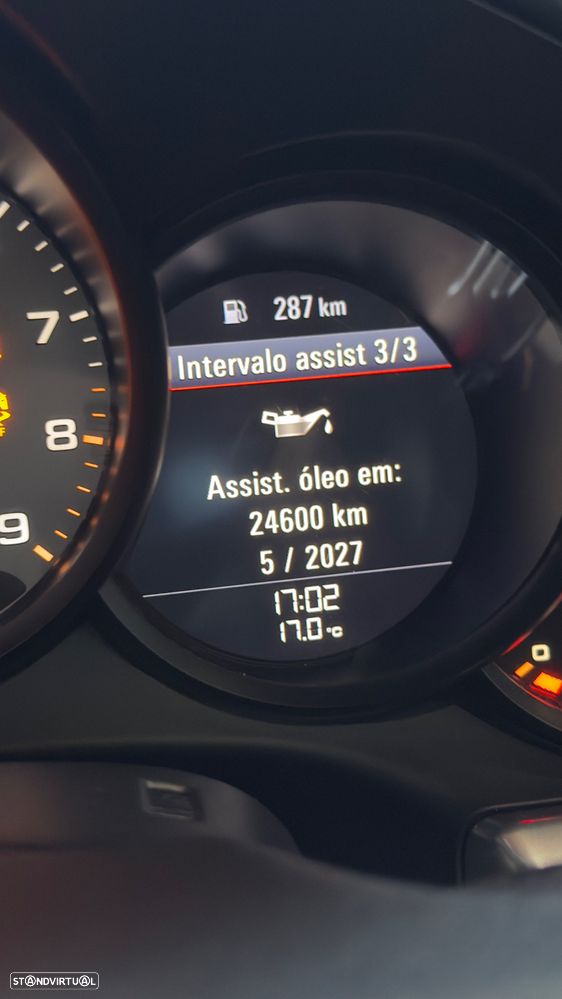 287 km
Intervalo assist 3/3
7
Assist. óleo em:
8
24600 km
9
5 / 2027
17:02
17.0 °C
0
STANDVIRTUAL